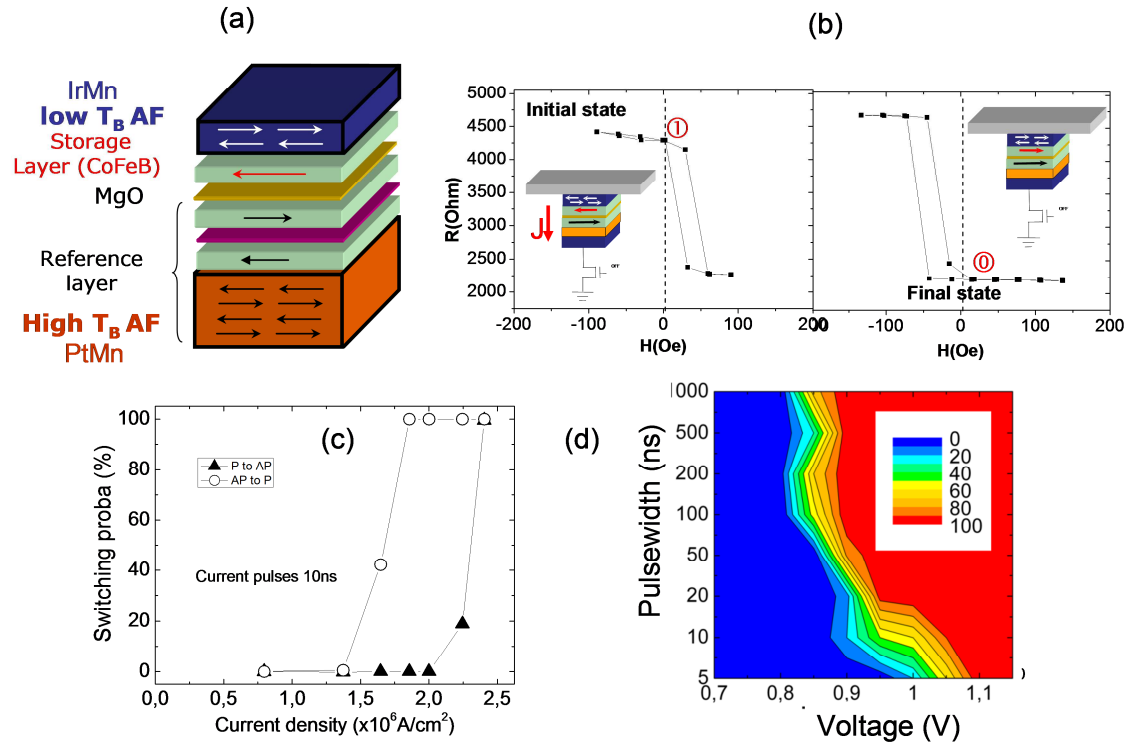 (a)
(b)
IrMn
low T_B AF
Storage
Layer (CoFeB)
MgO
Reference
layer
High T_B AF
PtMn
R(Ohm)
5000
4500
4000
3500
3000
2500
2000
Initial state
①
J
OFF
-200
-100
0
100
200
H(Oe)
OFF
⓪
Final state
00
-100
0
100
200
H(Oe)
(c)
Switching proba (%)
100
80
60
40
20
0
P to AP
AP to P
Current pulses 10ns
0,0
0,5
1,0
1,5
2,0
2,5
Current density (x10⁶A/cm²)
(d)
Pulsewidth (ns)
1000
500
200
100
50
20
10
5
0
20
40
60
80
100
0,7
0,8
0,9
1
1,1
Voltage (V)